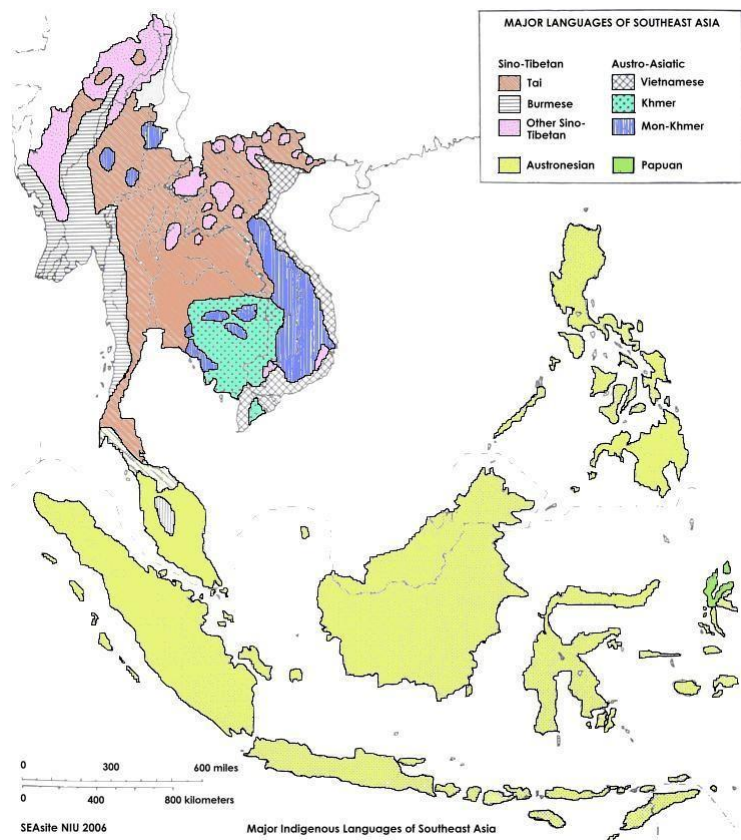 MAJOR LANGUAGES OF SOUTHEAST ASIA
Sino-Tibetan
Tai
Burmese
Other Sino-
Tibetan
Austronesian
Austro-Asiatic
Vietnamese
Khmer
Mon-Khmer
Papuan
0 300 600 miles
0 400 800 kilometers
SEAsite NIU 2006
Major Indigenous Languages of Southeast Asia